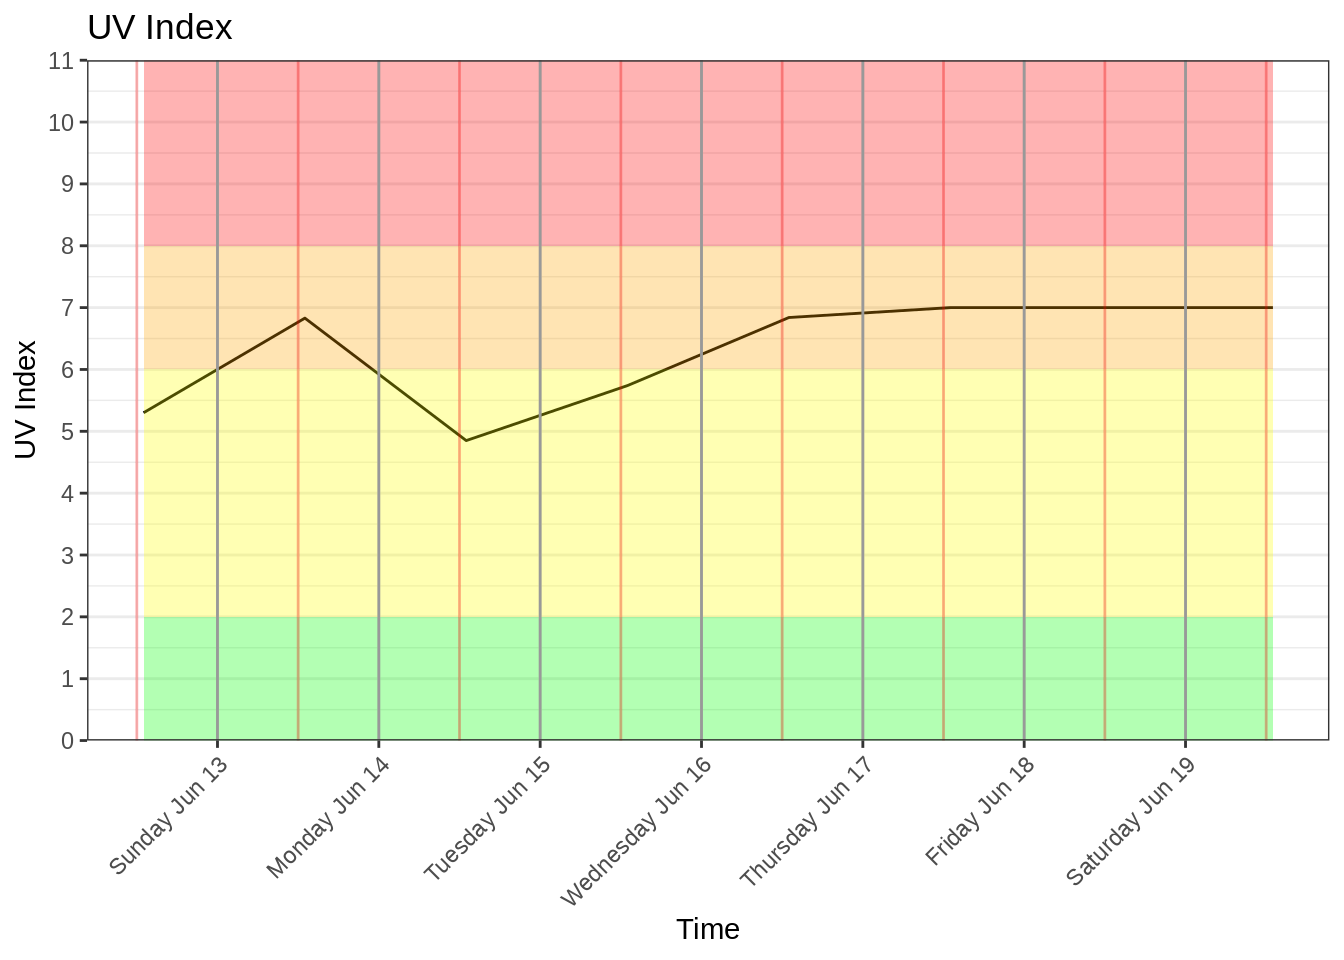 UV Index
11
10
9
8
7
6
5
4
3
2
1
0
UV Index
Sunday Jun 13
Monday Jun 14
Tuesday Jun 15
Wednesday Jun 16
Thursday Jun 17
Friday Jun 18
Saturday Jun 19
Time